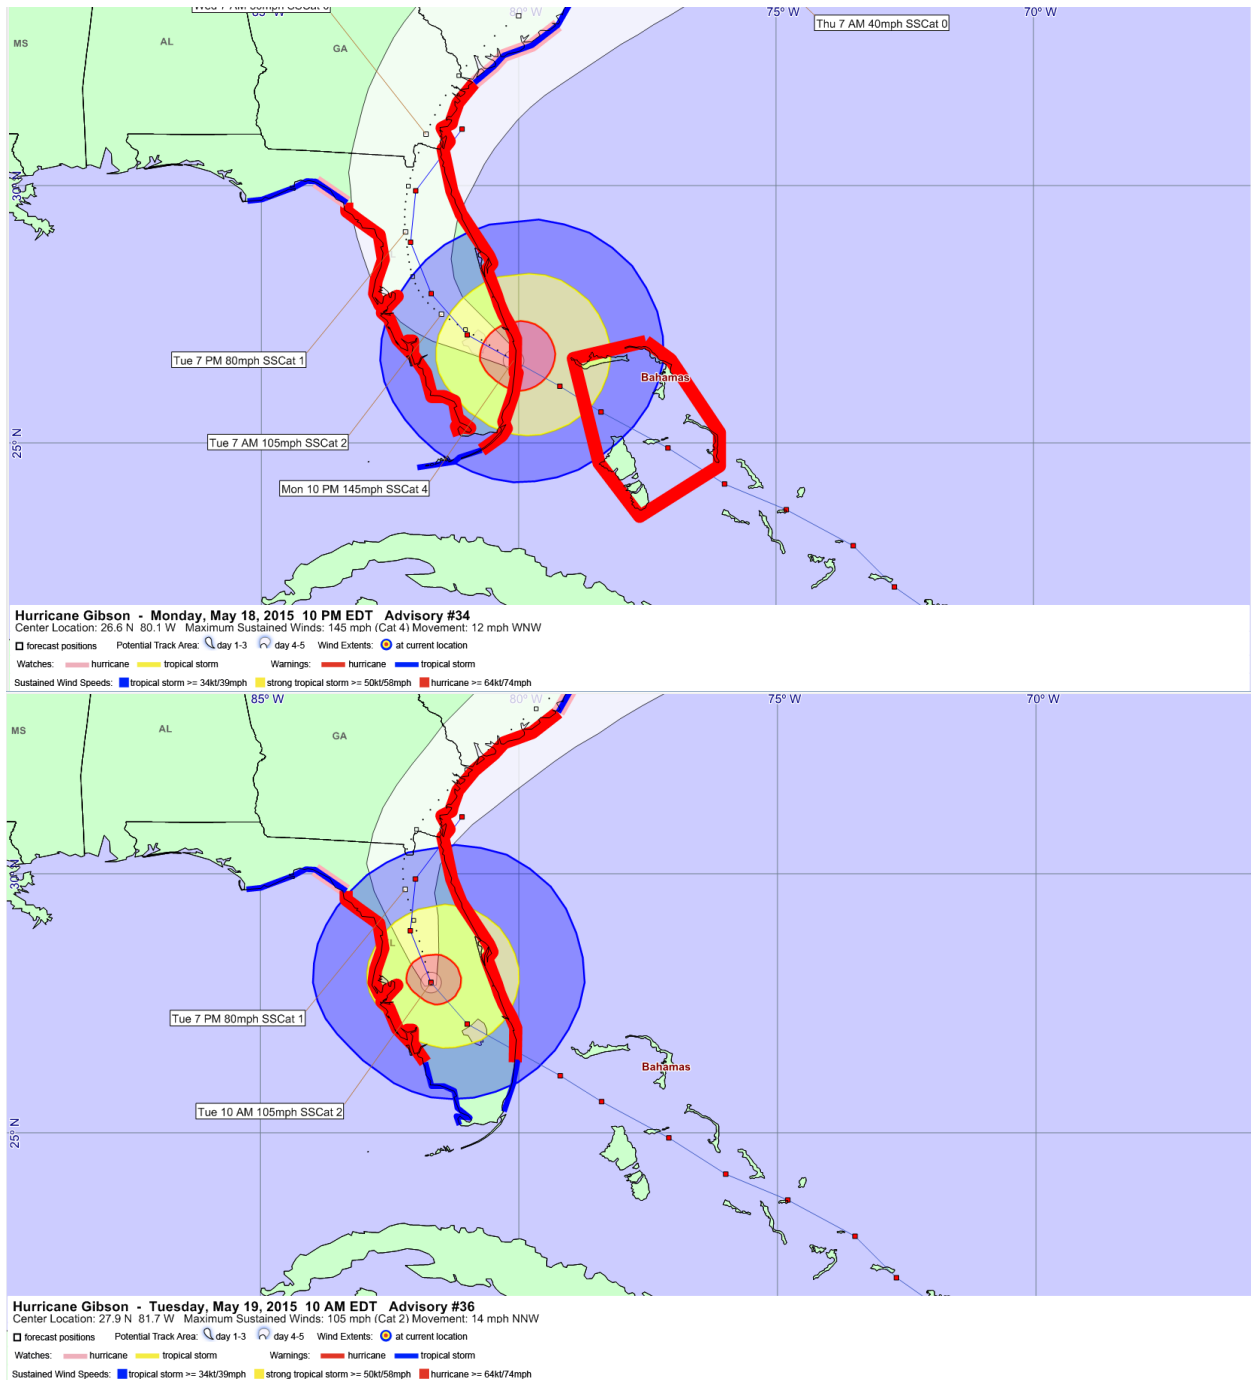 Wed 7 AM 50mph SSCat 0
85° W
80° W
75° W
70° W
Thu 7 AM 40mph SSCat 0
MS
AL
GA
30° N
Tue 7 PM 80mph SSCat 1
Bahamas
Tue 7 AM 105mph SSCat 2
25° N
Mon 10 PM 145mph SSCat 4
Hurricane Gibson - Monday, May 18, 2015 10 PM EDT Advisory #34
Center Location: 26.6 N 80.1 W Maximum Sustained Winds: 145 mph (Cat 4) Movement: 12 mph WNW
forecast positions Potential Track Area: day 1-3 day 4-5 Wind Extents: at current location
Watches: hurricane tropical storm Warnings: hurricane tropical storm
Sustained Wind Speeds: tropical storm >= 34kt/39mph strong tropical storm >= 50kt/58mph hurricane >= 64kt/74mph
85° W
80° W
75° W
70° W
MS
AL
GA
30° N
L
Tue 7 PM 80mph SSCat 1
Bahamas
Tue 10 AM 105mph SSCat 2
25° N
Hurricane Gibson - Tuesday, May 19, 2015 10 AM EDT Advisory #36
Center Location: 27.9 N 81.7 W Maximum Sustained Winds: 105 mph (Cat 2) Movement: 14 mph NNW
forecast positions Potential Track Area: day 1-3 day 4-5 Wind Extents: at current location
Watches: hurricane tropical storm Warnings: hurricane tropical storm
Sustained Wind Speeds: tropical storm >= 34kt/39mph strong tropical storm >= 50kt/58mph hurricane >= 64kt/74mph